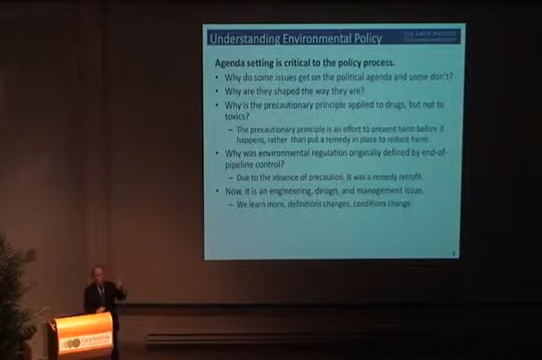 Understanding Environmental Policy
Agenda setting is critical to the policy process.
• Why do some issues get on the political agenda and some don't?
• Why are they shaped the way they are?
• Why is the precautionary principle applied to drugs, but not to
toxics?
– The precautionary principle is an effort to prevent harm before it
happens, rather than put a remedy in place to reduce harm.
• Why was environmental regulation originally defined by end-of-
pipeline control?
– Due to the absence of precaution, it was a remedy retrofit.
• Now, it is an engineering, design, and management issue.
– We learn more, definitions changes, conditions change.
Cary Institute